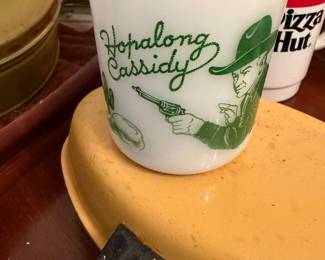 Hopalong
Cassidy
Pizza
Hut.